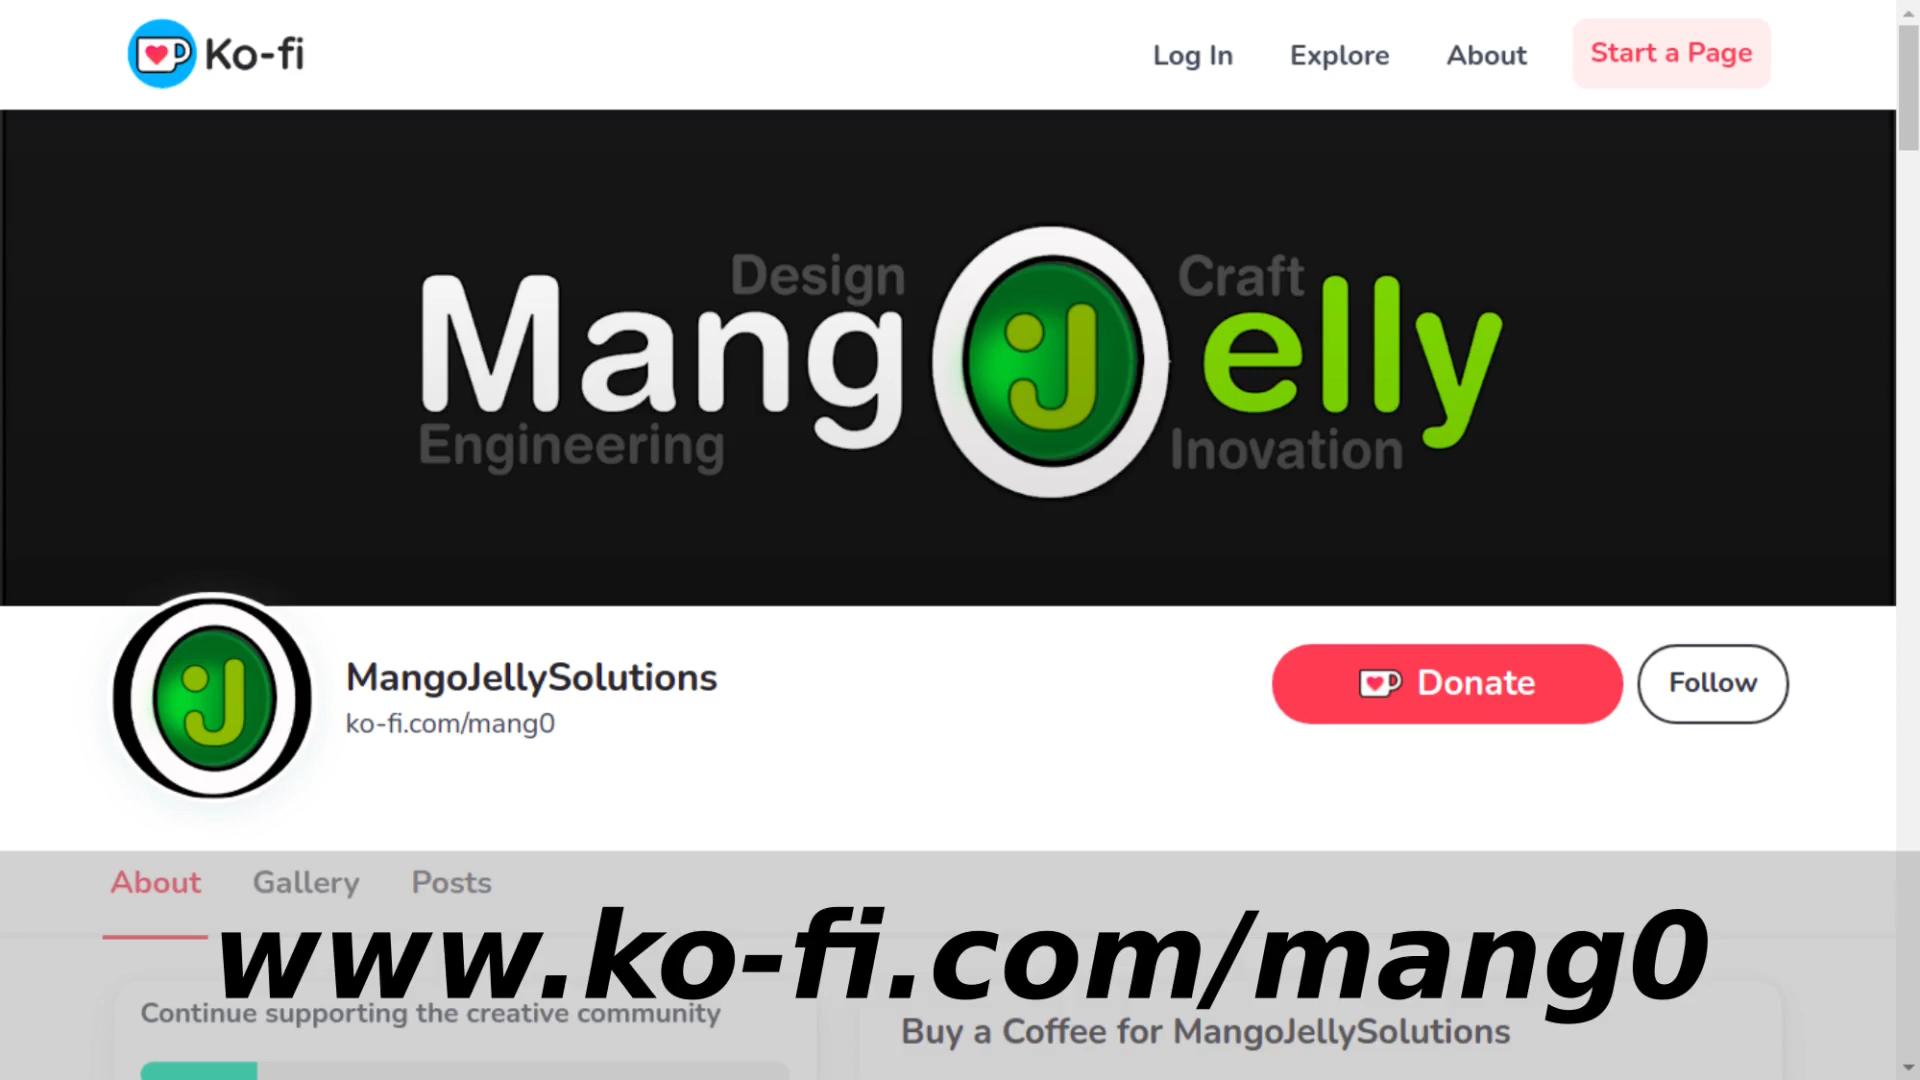 Ko-fi
Log In Explore About Start a Page
Design Craft
Mang elly
Engineering Inovation
MangoJellySolutions
ko-fi.com/mang0
Donate
Follow
About Gallery Posts
www.ko-fi.com/mang0
Continue supporting the creative community
Buy a Coffee for MangoJellySolutions